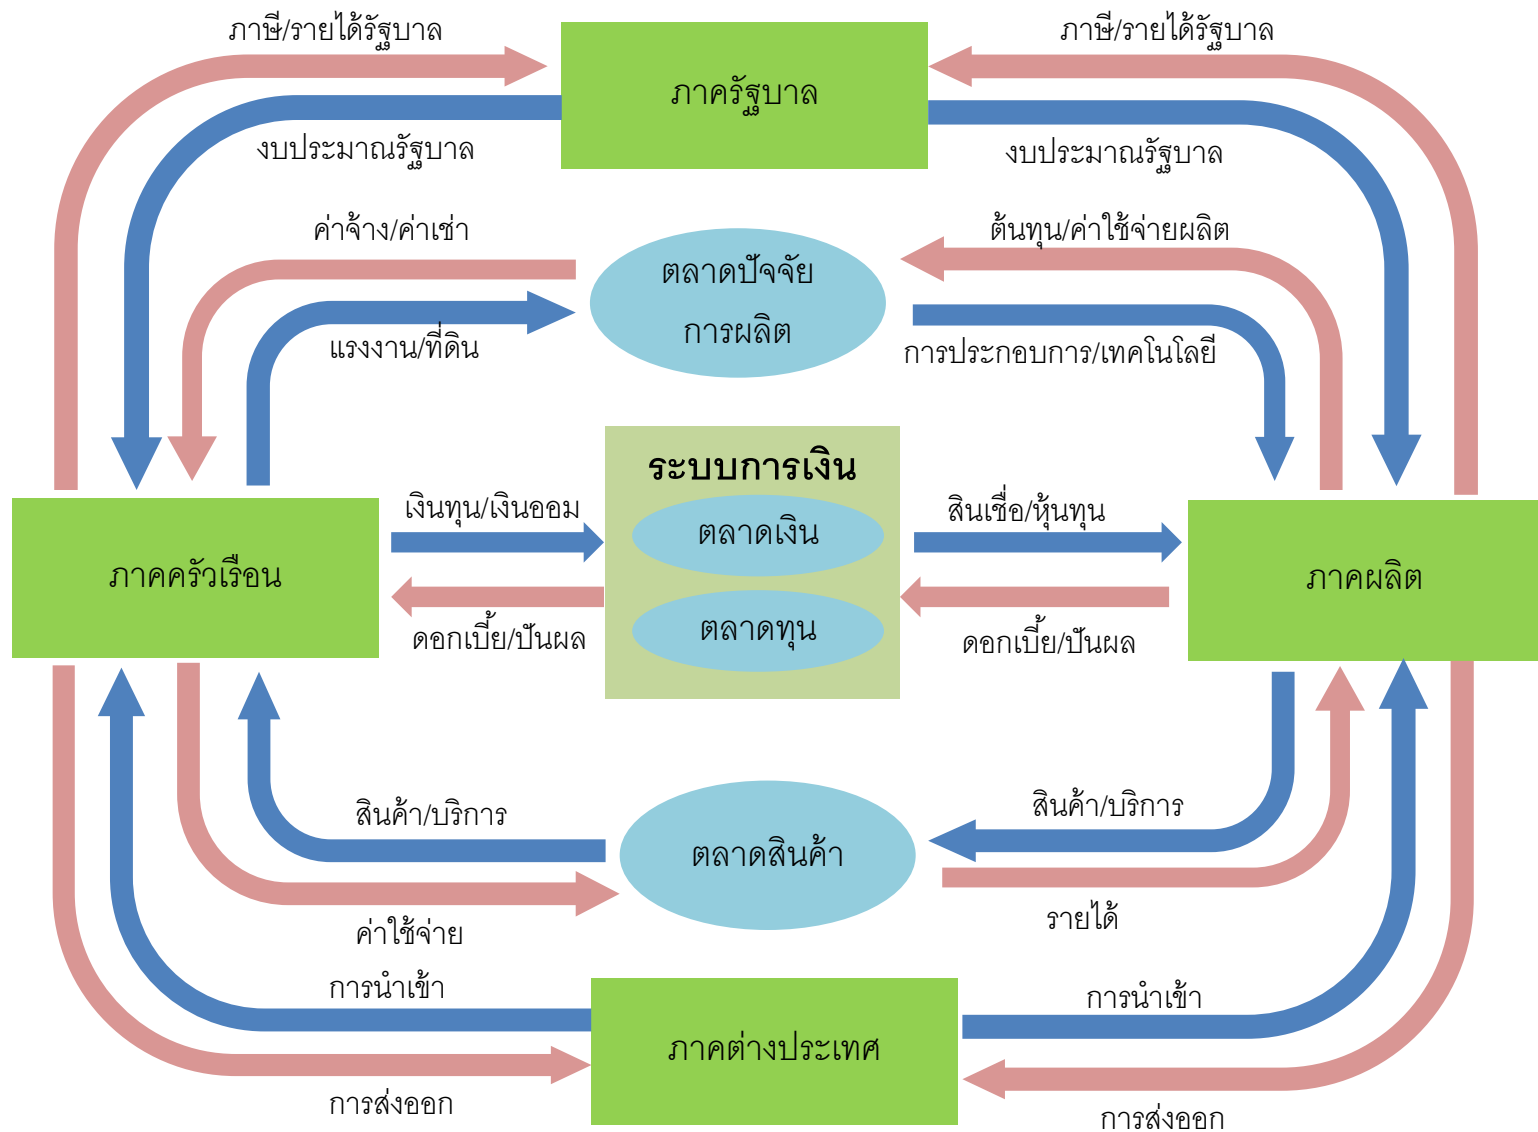 ภาษี/รายได้รัฐบาล
ภาษี/รายได้รัฐบาล
ภาครัฐบาล
งบประมาณรัฐบาล
งบประมาณรัฐบาล
ค่าจ้าง/ค่าเช่า
ต้นทุน/ค่าใช้จ่ายผลิต
ตลาดปัจจัย
การผลิต
แรงงาน/ที่ดิน
การประกอบการ/เทคโนโลยี
ระบบการเงิน
เงินทุน/เงินออม
สินเชื่อ/หุ้นทุน
ตลาดเงิน
ภาคครัวเรือน
ภาคผลิต
ตลาดทุน
ดอกเบี้ย/ปันผล
ดอกเบี้ย/ปันผล
สินค้า/บริการ
สินค้า/บริการ
ตลาดสินค้า
ค่าใช้จ่าย
รายได้
การนำเข้า
การนำเข้า
ภาคต่างประเทศ
การส่งออก
การส่งออก